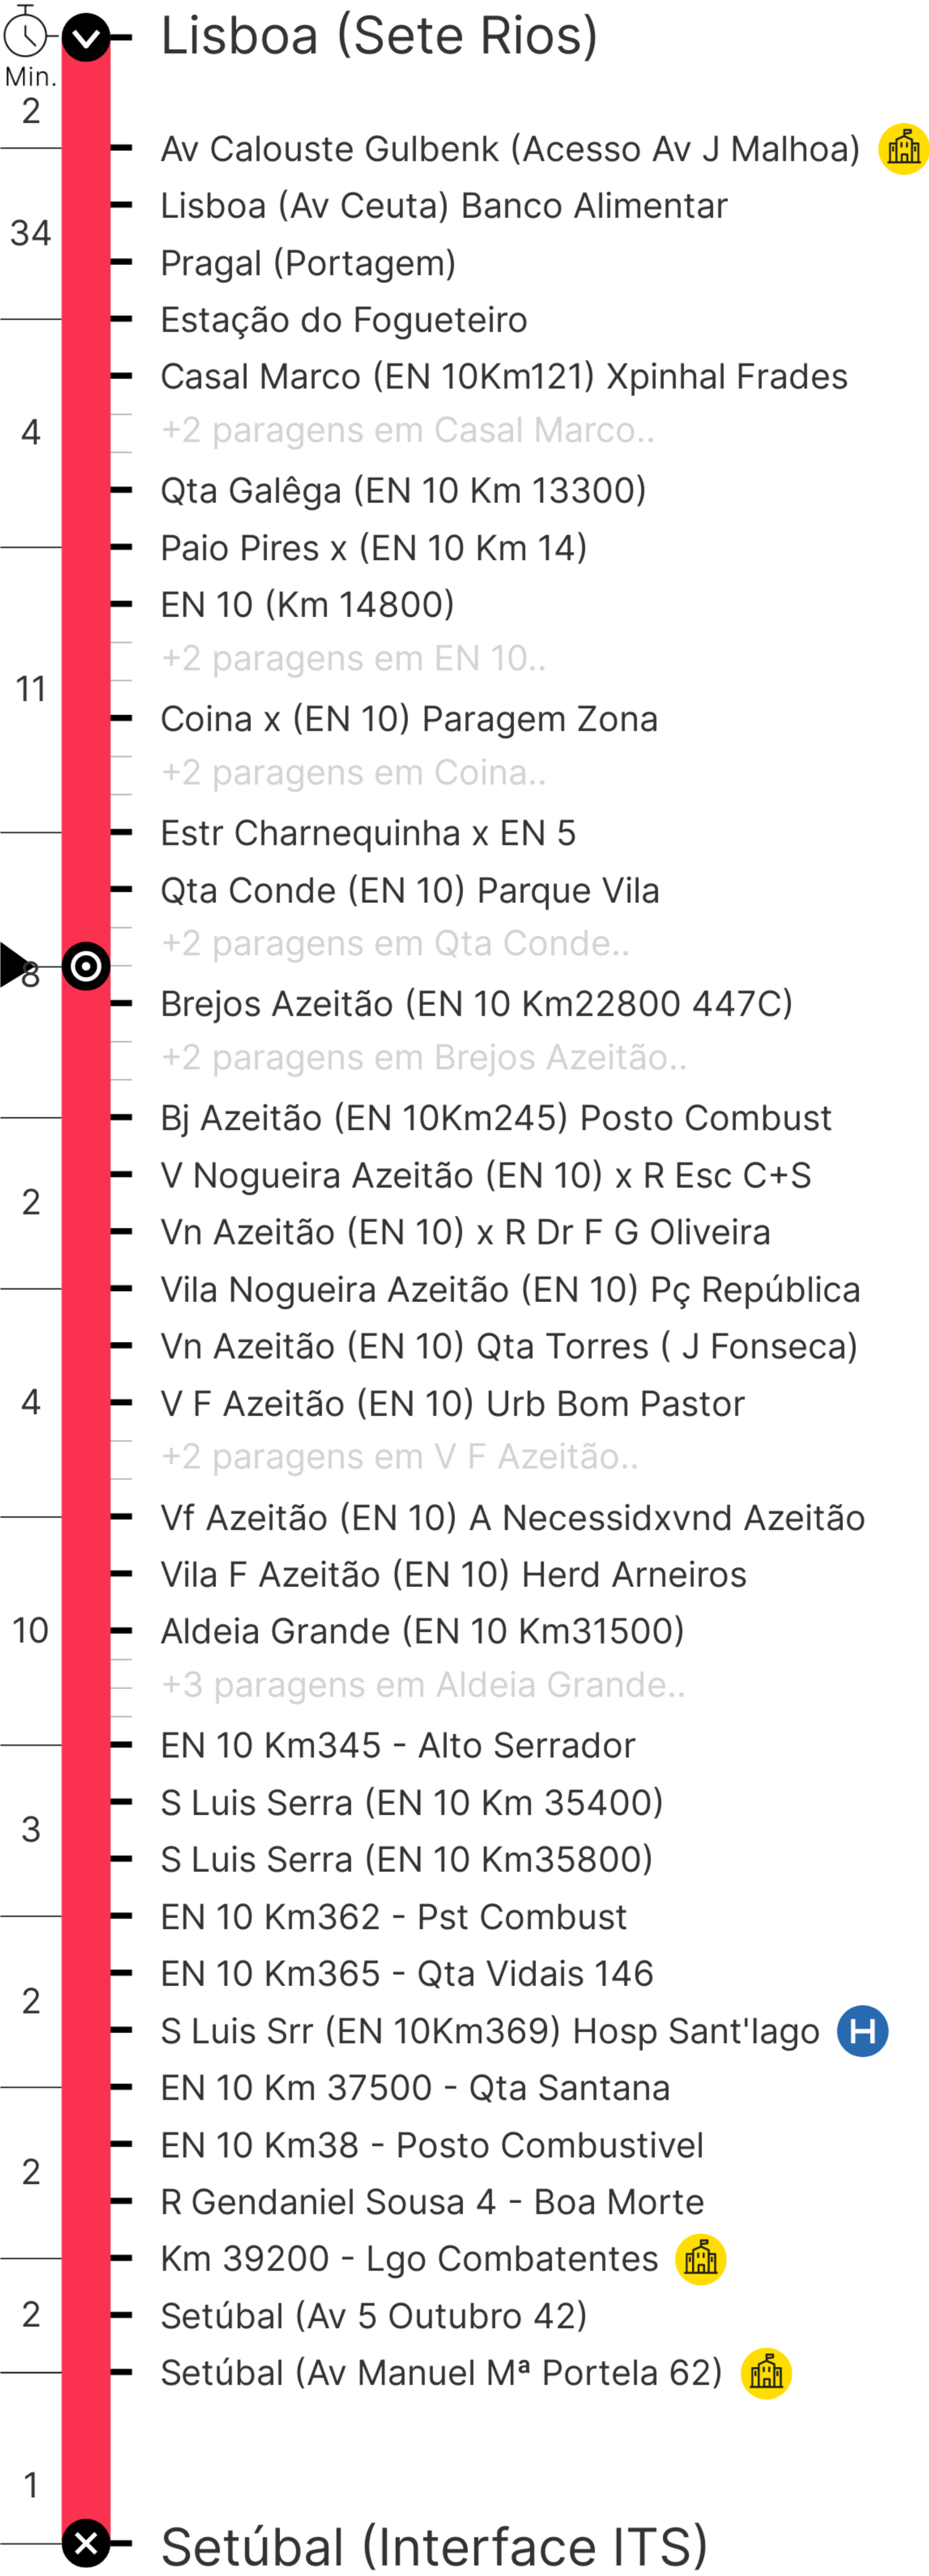 Lisboa (Sete Rios)
Min.
2
Av Calouste Gulbenk (Acesso Av J Malhoa)
Lisboa (Av Ceuta) Banco Alimentar
34
Pragal (Portagem)
Estação do Fogueteiro
Casal Marco (EN 10Km121) Xpinhal Frades
4
+2 paragens em Casal Marco..
Qta Galêga (EN 10 Km 13300)
Paio Pires x (EN 10 Km 14)
EN 10 (Km 14800)
+2 paragens em EN 10..
11
Coina x (EN 10) Paragem Zona
+2 paragens em Coina..
Estr Charnequinha x EN 5
Qta Conde (EN 10) Parque Vila
+2 paragens em Qta Conde..
8
Brejos Azeitão (EN 10 Km22800 447C)
+2 paragens em Brejos Azeitão..
Bj Azeitão (EN 10Km245) Posto Combust
V Nogueira Azeitão (EN 10) x R Esc C+S
2
Vn Azeitão (EN 10) x R Dr F G Oliveira
Vila Nogueira Azeitão (EN 10) Pç República
Vn Azeitão (EN 10) Qta Torres ( J Fonseca)
4
V F Azeitão (EN 10) Urb Bom Pastor
+2 paragens em V F Azeitão..
Vf Azeitão (EN 10) A Necessidxvnd Azeitão
Vila F Azeitão (EN 10) Herd Arneiros
10
Aldeia Grande (EN 10 Km31500)
+3 paragens em Aldeia Grande..
EN 10 Km345 - Alto Serrador
S Luis Serra (EN 10 Km 35400)
3
S Luis Serra (EN 10 Km35800)
EN 10 Km362 - Pst Combust
EN 10 Km365 - Qta Vidais 146
2
S Luis Srr (EN 10Km369) Hosp Sant'Iago H
EN 10 Km 37500 - Qta Santana
EN 10 Km38 - Posto Combustivel
2
R Gendaniel Sousa 4 - Boa Morte
Km 39200 - Lgo Combatentes
2
Setúbal (Av 5 Outubro 42)
Setúbal (Av Manuel Mª Portela 62)
1
Setúbal (Interface ITS)